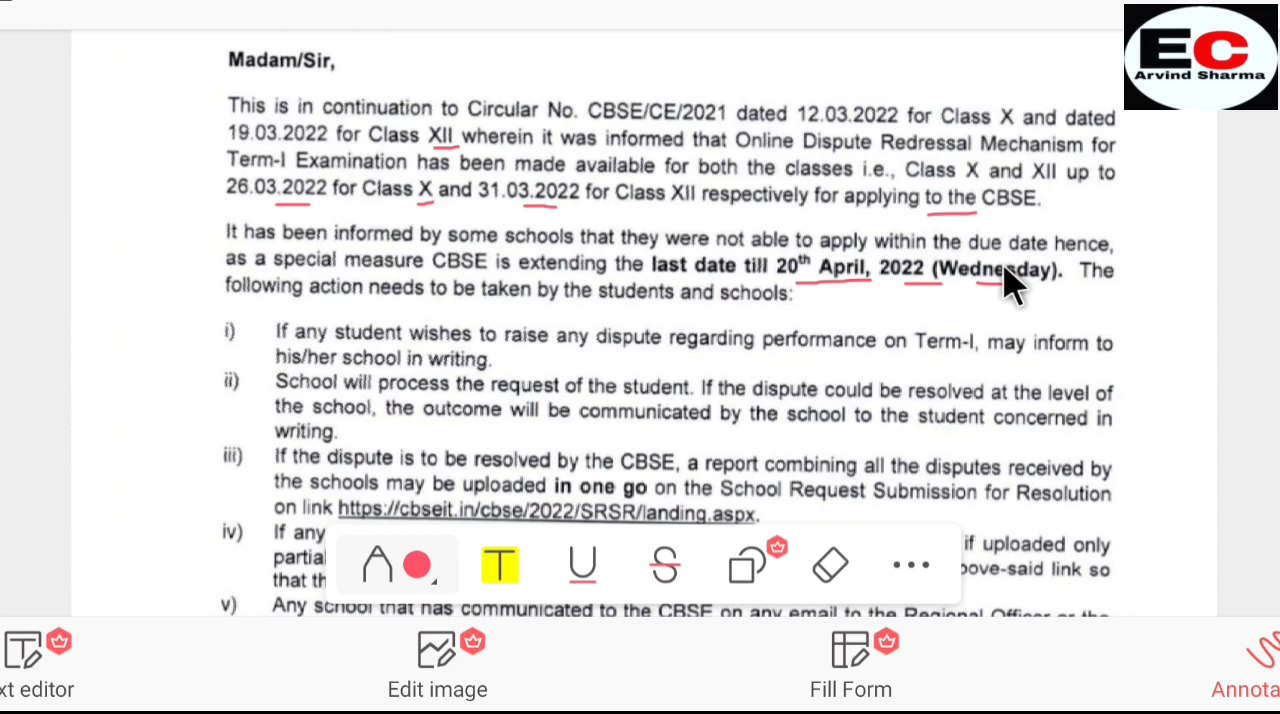 EC
Arvind Sharma
Madam/Sir,
This is in continuation to Circular No. CBSE/CE/2021 dated 12.03.2022 for Class X and dated
19.03.2022 for Class XII wherein it was informed that Online Dispute Redressal Mechanism for
Term-I Examination has been made available for both the classes i.e., Class X and XII up to
26.03.2022 for Class X and 31.03.2022 for Class XII respectively for applying to the CBSE.
It has been informed by some schools that they were not able to apply within the due date hence,
as a special measure CBSE is extending the last date till 20th April, 2022 (Wednesday). The
following action needs to be taken by the students and schools:
i) If any student wishes to raise any dispute regarding performance on Term-I, may inform to
his/her school in writing.
ii) School will process the request of the student. If the dispute could be resolved at the level of
the school, the outcome will be communicated by the school to the student concerned in
writing.
iii) If the dispute is to be resolved by the CBSE, a report combining all the disputes received by
the schools may be uploaded in one go on the School Request Submission for Resolution
on link https://cbseit.in/cbse/2022/SRSR/landing.aspx.
iv) If any if uploaded only
partial ove-said link so
that th
v) Any school that has communicated to the CBSE on any email to the Regional Officer or the
T U S
xt editor
Edit image
Fill Form
Annota